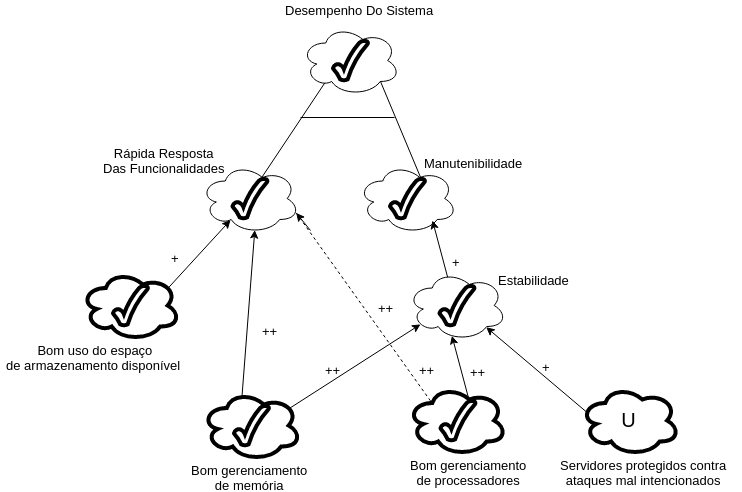 Desempenho Do Sistema
Rápida Resposta
Das Funcionalidades
Manutenibilidade
+
+
Estabilidade
++
++
++
++
++
+
Bom uso do espaço
de armazenamento disponível
U
Bom gerenciamento
de memória
Bom gerenciamento
de processadores
Servidores protegidos contra
ataques mal intencionados